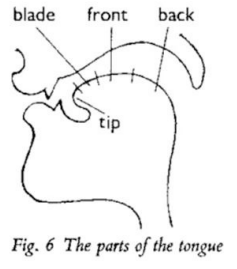 blade front back
tip
Fig. 6 The parts of the tongue